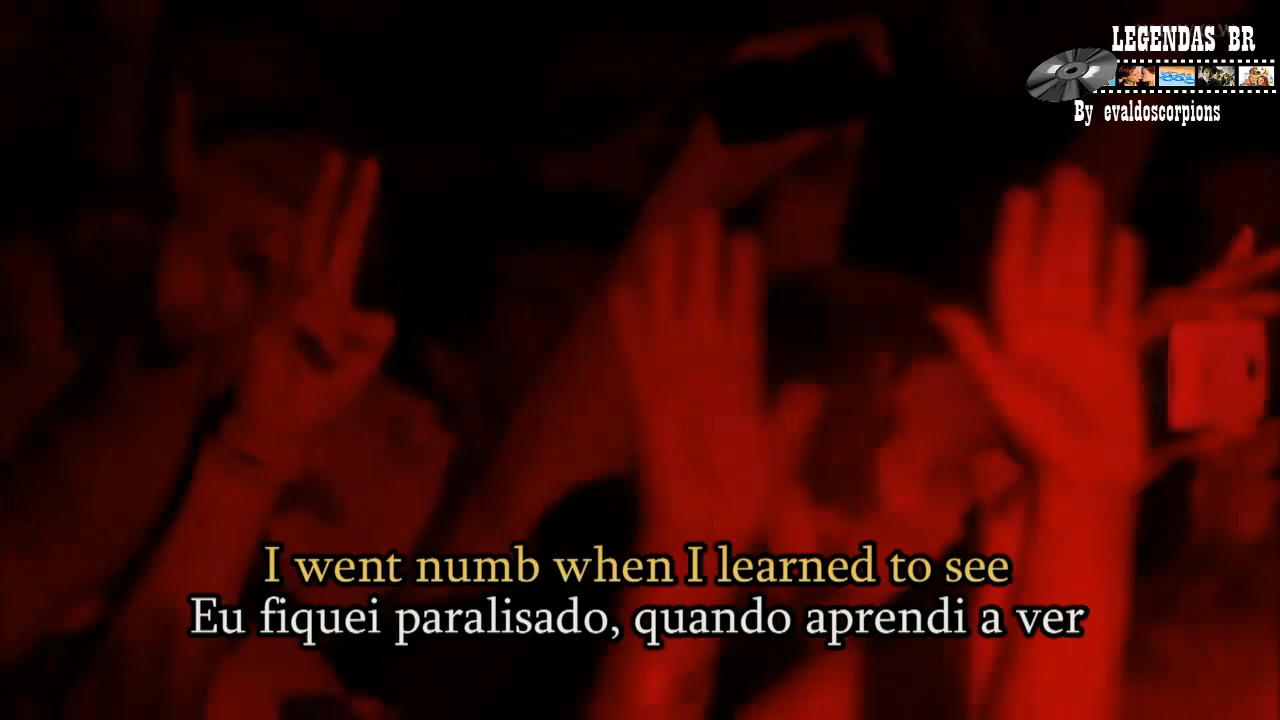 LEGENDAS BR
By evaldoscorpions
I went numb when I learned to see
Eu fiquei paralisado, quando aprendi a ver